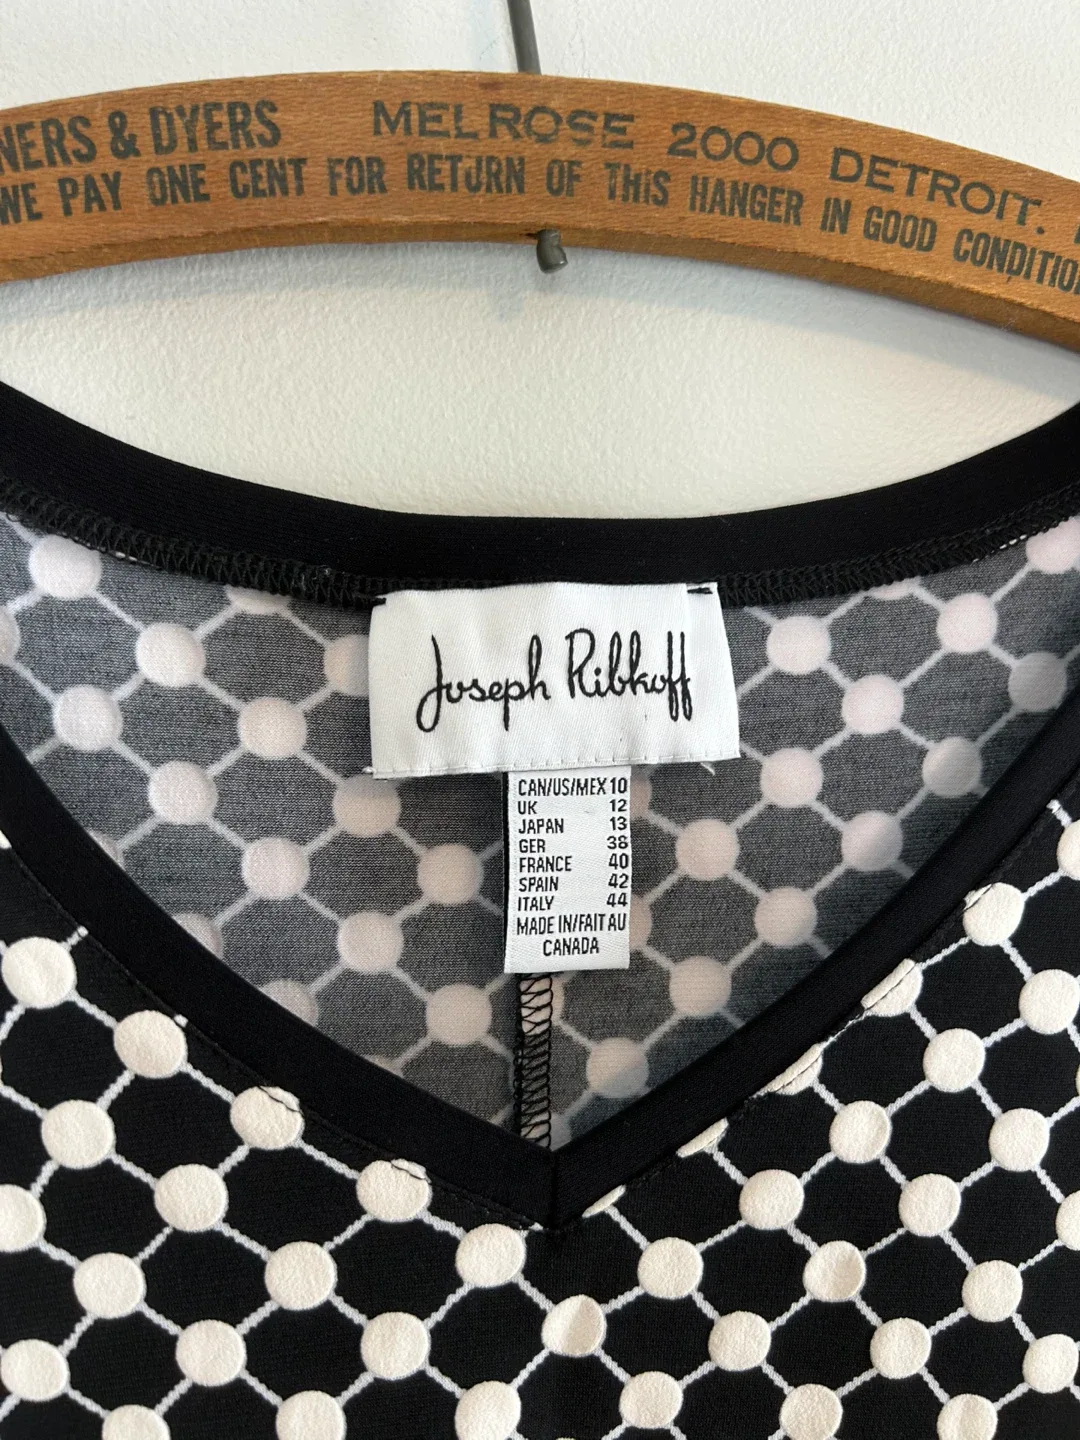 & DYERS MELROSE 2000 DETROIT.
WE PAY ONE CENT FOR RETURN OF THIS HANGER IN GOOD
Joseph Ribkoff
CAN/US/MEX 10
UK 12
JAPAN 13
GER 38
FRANCE 40
SPAIN 42
ITALY 44
MADE IN/FAIT AU
CANADA